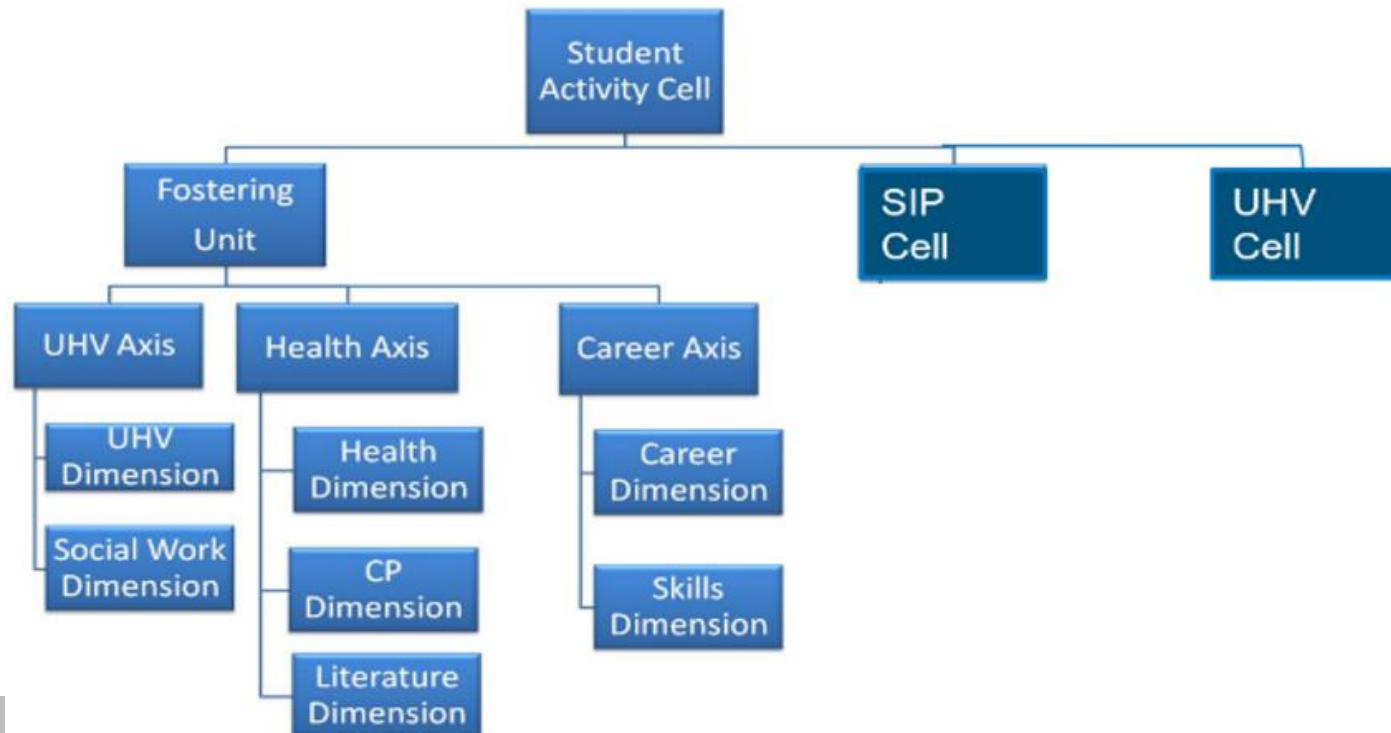 Student
Activity Cell
Fostering
Unit
SIP
Cell
UHV
Cell
UHV Axis
Health Axis
Career Axis
UHV
Dimension
Social Work
Dimension
Health
Dimension
CP
Dimension
Literature
Dimension
Career
Dimension
Skills
Dimension